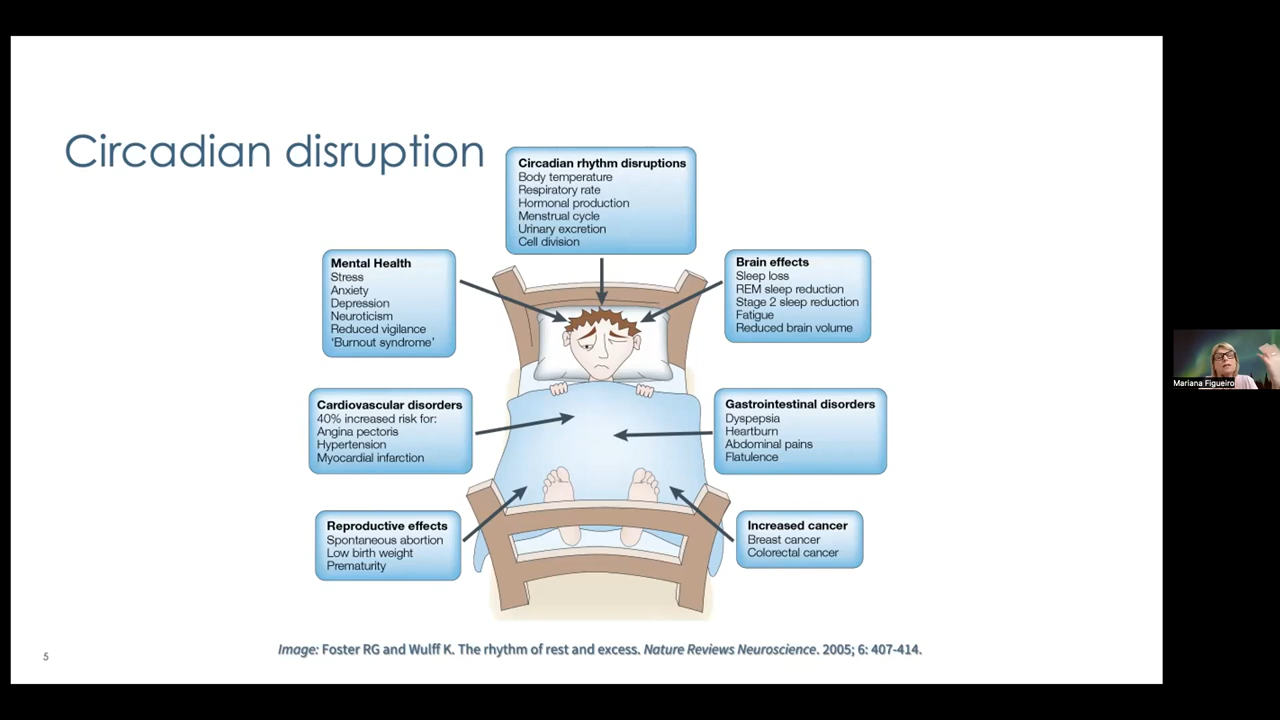 Circadian disruption
Circadian rhythm disruptions
Body temperature
Respiratory rate
Hormonal production
Menstrual cycle
Urinary excretion
Cell division
Mental Health
Stress
Anxiety
Depression
Neuroticism
Reduced vigilance
‘Burnout syndrome’
Brain effects
Sleep loss
REM sleep reduction
Stage 2 sleep reduction
Fatigue
Reduced brain volume
Cardiovascular disorders
40% increased risk for:
Angina pectoris
Hypertension
Myocardial infarction
Gastrointestinal disorders
Dyspepsia
Heartburn
Abdominal pains
Flatulence
Reproductive effects
Spontaneous abortion
Low birth weight
Prematurity
Increased cancer
Breast cancer
Colorectal cancer
Image: Foster RG and Wulff K. The rhythm of rest and excess. Nature Reviews Neuroscience. 2005; 6: 407-414.
5
Mariana Figueiro